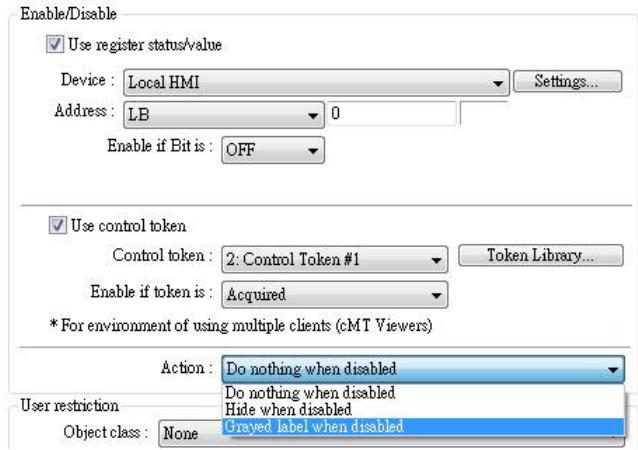 Enable/Disable
Use register status/value
Device : Local HMI Settings...
Address : LB 0
Enable if Bit is : OFF
Use control token
Control token : 2: Control Token #1 Token Library...
Enable if token is : Acquired
* For environment of using multiple clients (cMT Viewers)
Action : Do nothing when disabled
Do nothing when disabled
Hide when disabled
Grayed label when disabled
User restriction
Object class : None